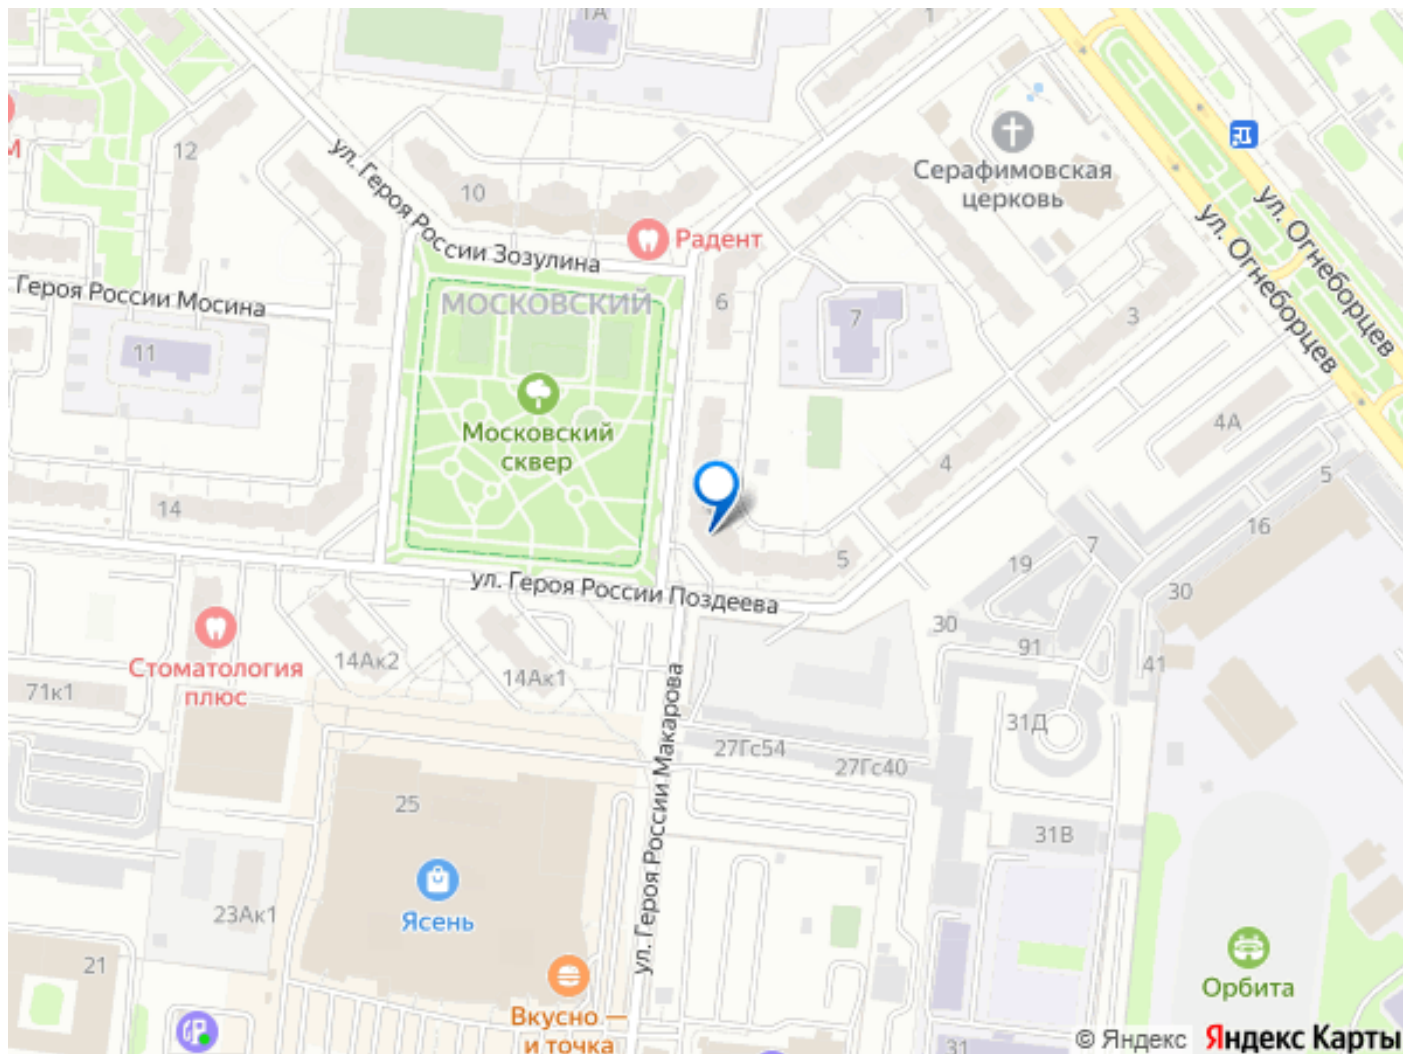 1А
1
12
ул. Героя России Зозулина
10
Радент
Серафимовская
церковь
ул. Огнеборцев
ул. Огнеборцев
М
Героя России Мосина
МОСКОВСКИЙ
6
7
3
11
Московский
сквер
4А
4
5
14
16
5
19
7
30
ул. Героя России Поздеева
30
91
41
Стоматология
плюс
14Ак2
14Ак1
71к1
ул. Героя России Макарова
31Д
27Гс54
27Гс40
25
31В
Ясень
23Ак1
21
Орбита
Вкусно —
и точка
31
© Яндекс Яндекс Карты